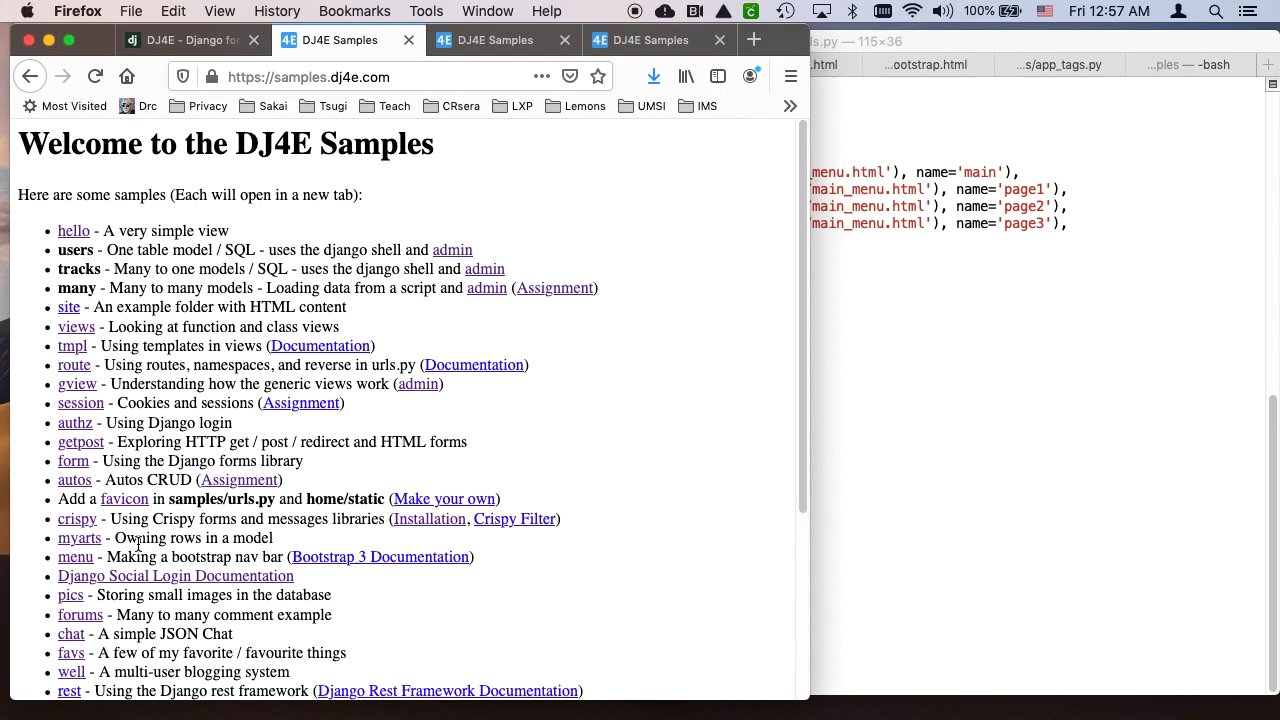 Firefox File Edit View History Bookmarks Tools Window Help 100% Fri 12:57 AM
ls.py — 115×36
DJ4E - Django for DJ4E Samples DJ4E Samples DJ4E Samples
.html ...ootstrap.html ...s/app_tags.py ...ples — -bash
https://samples.dj4e.com
Most Visited Drc Privacy Sakai Tsugi Teach CRsera LXP Lemons UMSI IMS
Welcome to the DJ4E Samples
Here are some samples (Each will open in a new tab):
hello - A very simple view
users - One table model / SQL - uses the django shell and admin
tracks - Many to one models / SQL - uses the django shell and admin
many - Many to many models - Loading data from a script and admin (Assignment)
site - An example folder with HTML content
views - Looking at function and class views
tmpl - Using templates in views (Documentation)
route - Using routes, namespaces, and reverse in urls.py (Documentation)
gview - Understanding how the generic views work (admin)
session - Cookies and sessions (Assignment)
authz - Using Django login
getpost - Exploring HTTP get / post / redirect and HTML forms
form - Using the Django forms library
autos - Autos CRUD (Assignment)
Add a favicon in samples/urls.py and home/static (Make your own)
crispy - Using Crispy forms and messages libraries (Installation, Crispy Filter)
myarts - Owning rows in a model
menu - Making a bootstrap nav bar (Bootstrap 3 Documentation)
Django Social Login Documentation
pics - Storing small images in the database
forums - Many to many comment example
chat - A simple JSON Chat
favs - A few of my favorite / favourite things
well - A multi-user blogging system
rest - Using the Django rest framework (Django Rest Framework Documentation)
_menu.html'), name='main'),
/main_menu.html'), name='page1'),
/main_menu.html'), name='page2'),
/main_menu.html'), name='page3'),